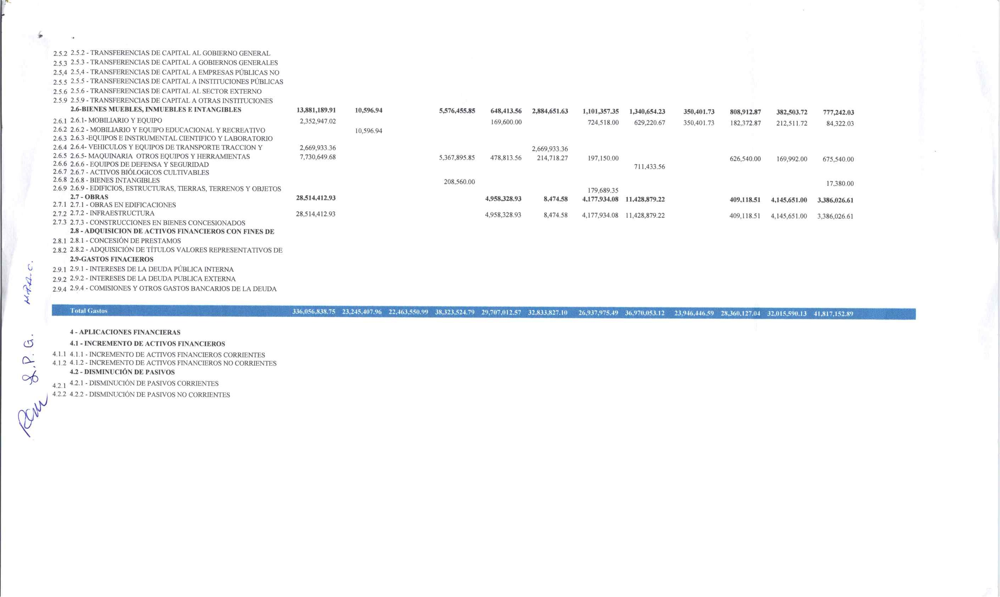 2.5.2 2.5.2 - TRANSFERENCIAS DE CAPITAL AL GOBIERNO GENERAL
2.5.3 2.5.3 - TRANSFERENCIAS DE CAPITAL A GOBIERNOS GENERALES
2.5,4 2.5,4 - TRANSFERENCIAS DE CAPITAL A EMPRESAS PÚBLICAS NO
2.5.5 2.5.5 - TRANSFERENCIAS DE CAPITAL A INSTITUCIONES PÚBLICAS
2.5.6 2.5.6 - TRANSFERENCIAS DE CAPITAL AL SECTOR EXTERNO
2.5.9 2.5.9 - TRANSFERENCIAS DE CAPITAL A OTRAS INSTITUCIONES
2.6-BIENES MUEBLES, INMUEBLES E INTANGIBLES 13,881,189.91 10,596.94 5,576,455.85 648,413.56 2,884,651.63 1,101,357.35 1,340,654.23 350,401.73 808,912.87 382,503.72 777,242.03
2.6.1 2.6.1- MOBILIARIO Y EQUIPO 2,352,947.02 169,600.00 724,518.00 629,220.67 350,401.73 182,372.87 212,511.72 84,322.03
2.6.2 2.6.2 - MOBILIARIO Y EQUIPO EDUCACIONAL Y RECREATIVO 10,596.94
2.6.3 2.6.3 -EQUIPOS E INSTRUMENTAL CIENTIFICO Y LABORATORIO
2.6.4 2.6.4- VEHICULOS Y EQUIPOS DE TRANSPORTE TRACCION Y 2,669,933.36 2,669,933.36
2.6.5 2.6.5- MAQUINARIA OTROS EQUIPOS Y HERRAMIENTAS 7,730,649.68 5,367,895.85 478,813.56 214,718.27 197,150.00 626,540.00 169,992.00 675,540.00
2.6.6 2.6.6 - EQUIPOS DE DEFENSA Y SEGURIDAD 711,433.56
2.6.7 2.6.7 - ACTIVOS BIÓLOGICOS CULTIVABLES
2.6.8 2.6.8 - BIENES INTANGIBLES 208,560.00 17,380.00
2.6.9 2.6.9 - EDIFICIOS, ESTRUCTURAS, TIERRAS, TERRENOS Y OBJETOS 179,689.35
2.7 - OBRAS 28,514,412.93 4,958,328.93 8,474.58 4,177,934.08 11,428,879.22 409,118.51 4,145,651.00 3,386,026.61
2.7.1 2.7.1 - OBRAS EN EDIFICACIONES
2.7.2 2.7.2 - INFRAESTRUCTURA 28,514,412.93 4,958,328.93 8,474.58 4,177,934.08 11,428,879.22 409,118.51 4,145,651.00 3,386,026.61
2.7.3 2.7.3 - CONSTRUCCIONES EN BIENES CONCESIONADOS
2.8 - ADQUISICION DE ACTIVOS FINANCIEROS CON FINES DE
2.8.1 2.8.1 - CONCESIÓN DE PRESTAMOS
2.8.2 2.8.2 - ADQUISICIÓN DE TÍTULOS VALORES REPRESENTATIVOS DE
2.9-GASTOS FINACIEROS
2.9.1 2.9.1 - INTERESES DE LA DEUDA PÚBLICA INTERNA
2.9.2 2.9.2 - INTERESES DE LA DEUDA PUBLICA EXTERNA
2.9.4 2.9.4 - COMISIONES Y OTROS GASTOS BANCARIOS DE LA DEUDA
Total Gastos 336,056,838.75 23,245,407.96 22,463,550.99 38,323,524.79 29,707,012.57 32,833,827.10 26,937,975.49 36,970,053.12 23,946,446.59 28,360,127.04 32,015,590.13 41,817,152.89
4 - APLICACIONES FINANCIERAS
4.1 - INCREMENTO DE ACTIVOS FINANCIEROS
4.1.1 4.1.1 - INCREMENTO DE ACTIVOS FINANCIEROS CORRIENTES
4.1.2 4.1.2 - INCREMENTO DE ACTIVOS FINANCIEROS NO CORRIENTES
4.2 - DISMINUCIÓN DE PASIVOS
4.2.1 4.2.1 - DISMINUCIÓN DE PASIVOS CORRIENTES
4.2.2 4.2.2 - DISMINUCIÓN DE PASIVOS NO CORRIENTES